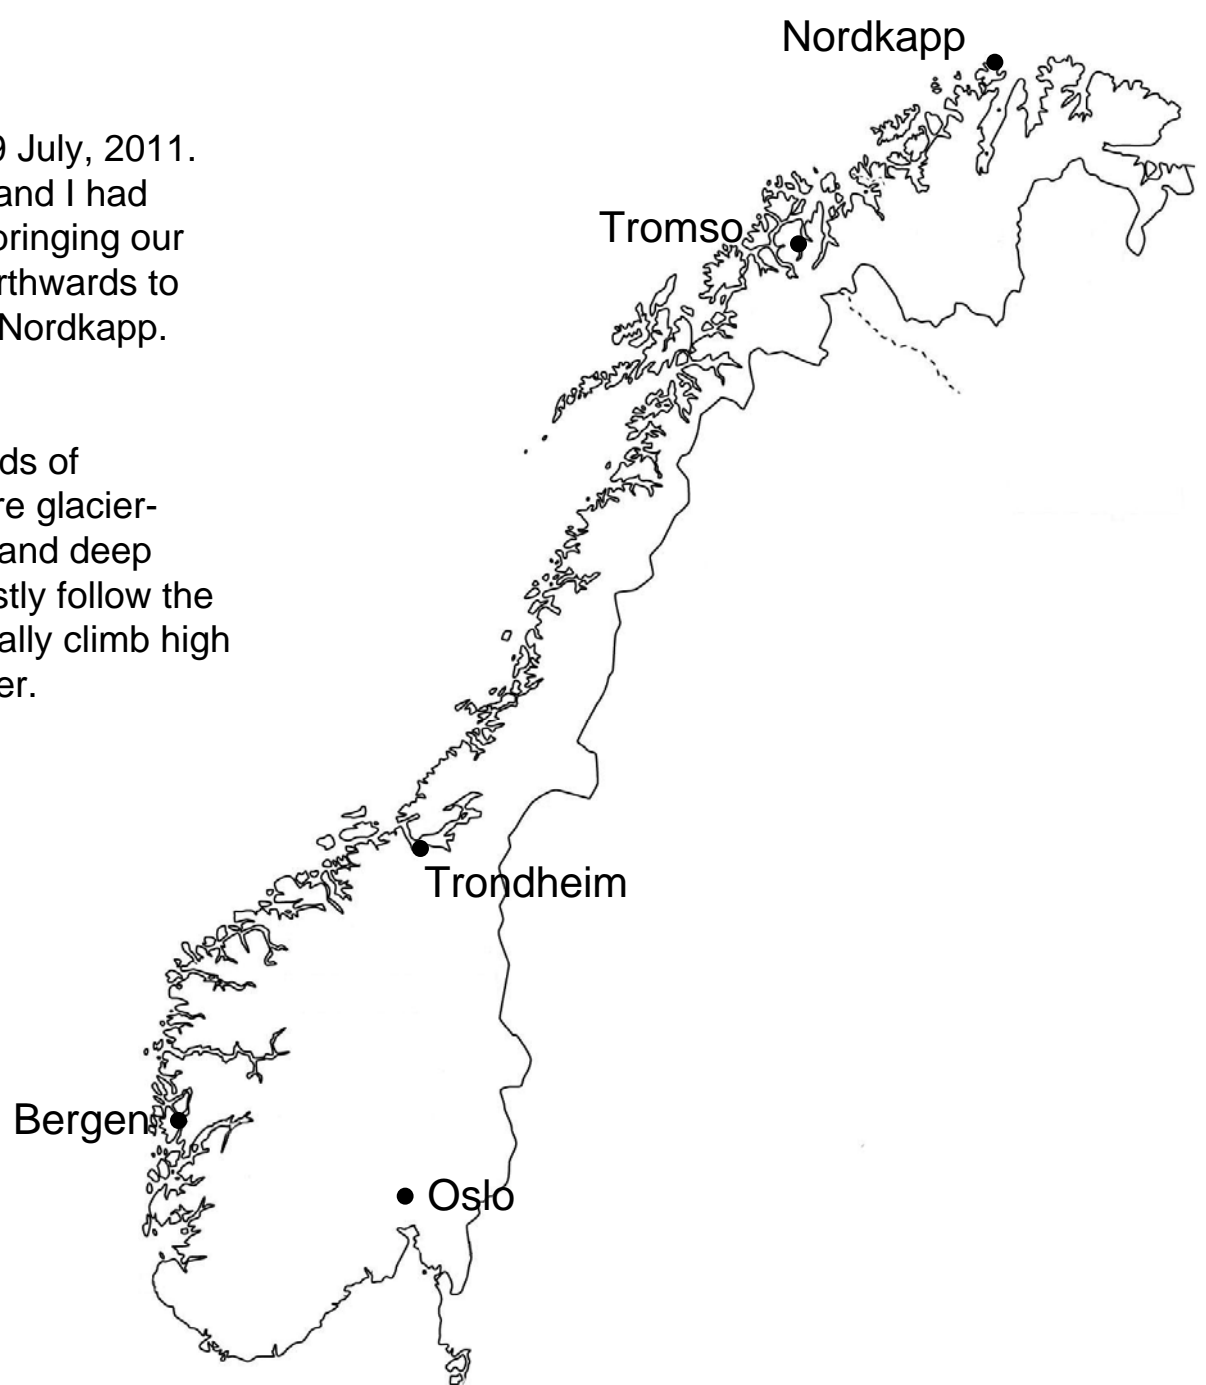 Nordkapp
9 July, 2011.
and I had
bringing our
rthwards to
Nordkapp.
Tromso
ds of
re glacier-
and deep
stly follow the
ally climb high
er.
Trondheim
Bergen
Oslo